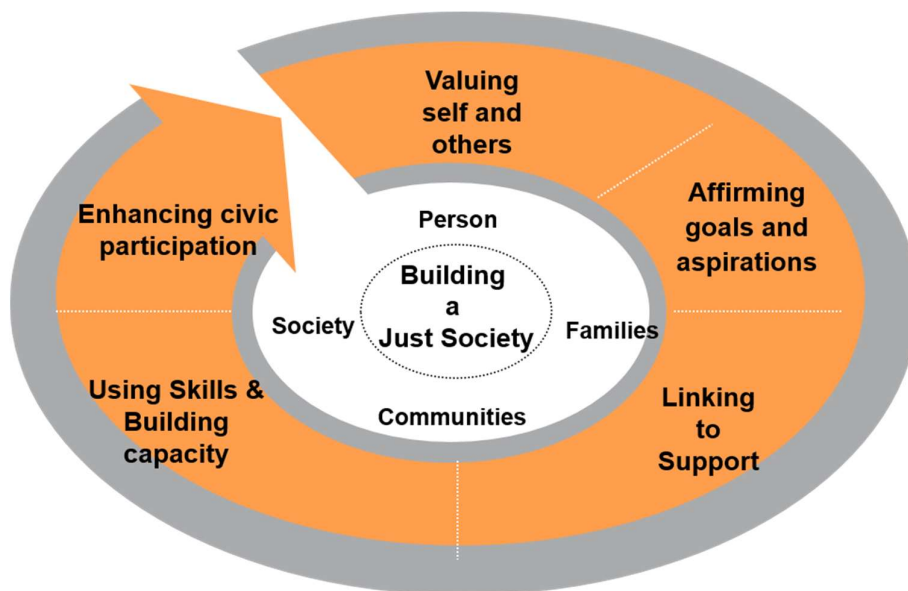 Valuing
self and
others
Affirming
goals and
aspirations
Linking
to
Support
Using Skills &
Building
capacity
Enhancing civic
participation
Person
Families
Communities
Society
Building
a
Just Society